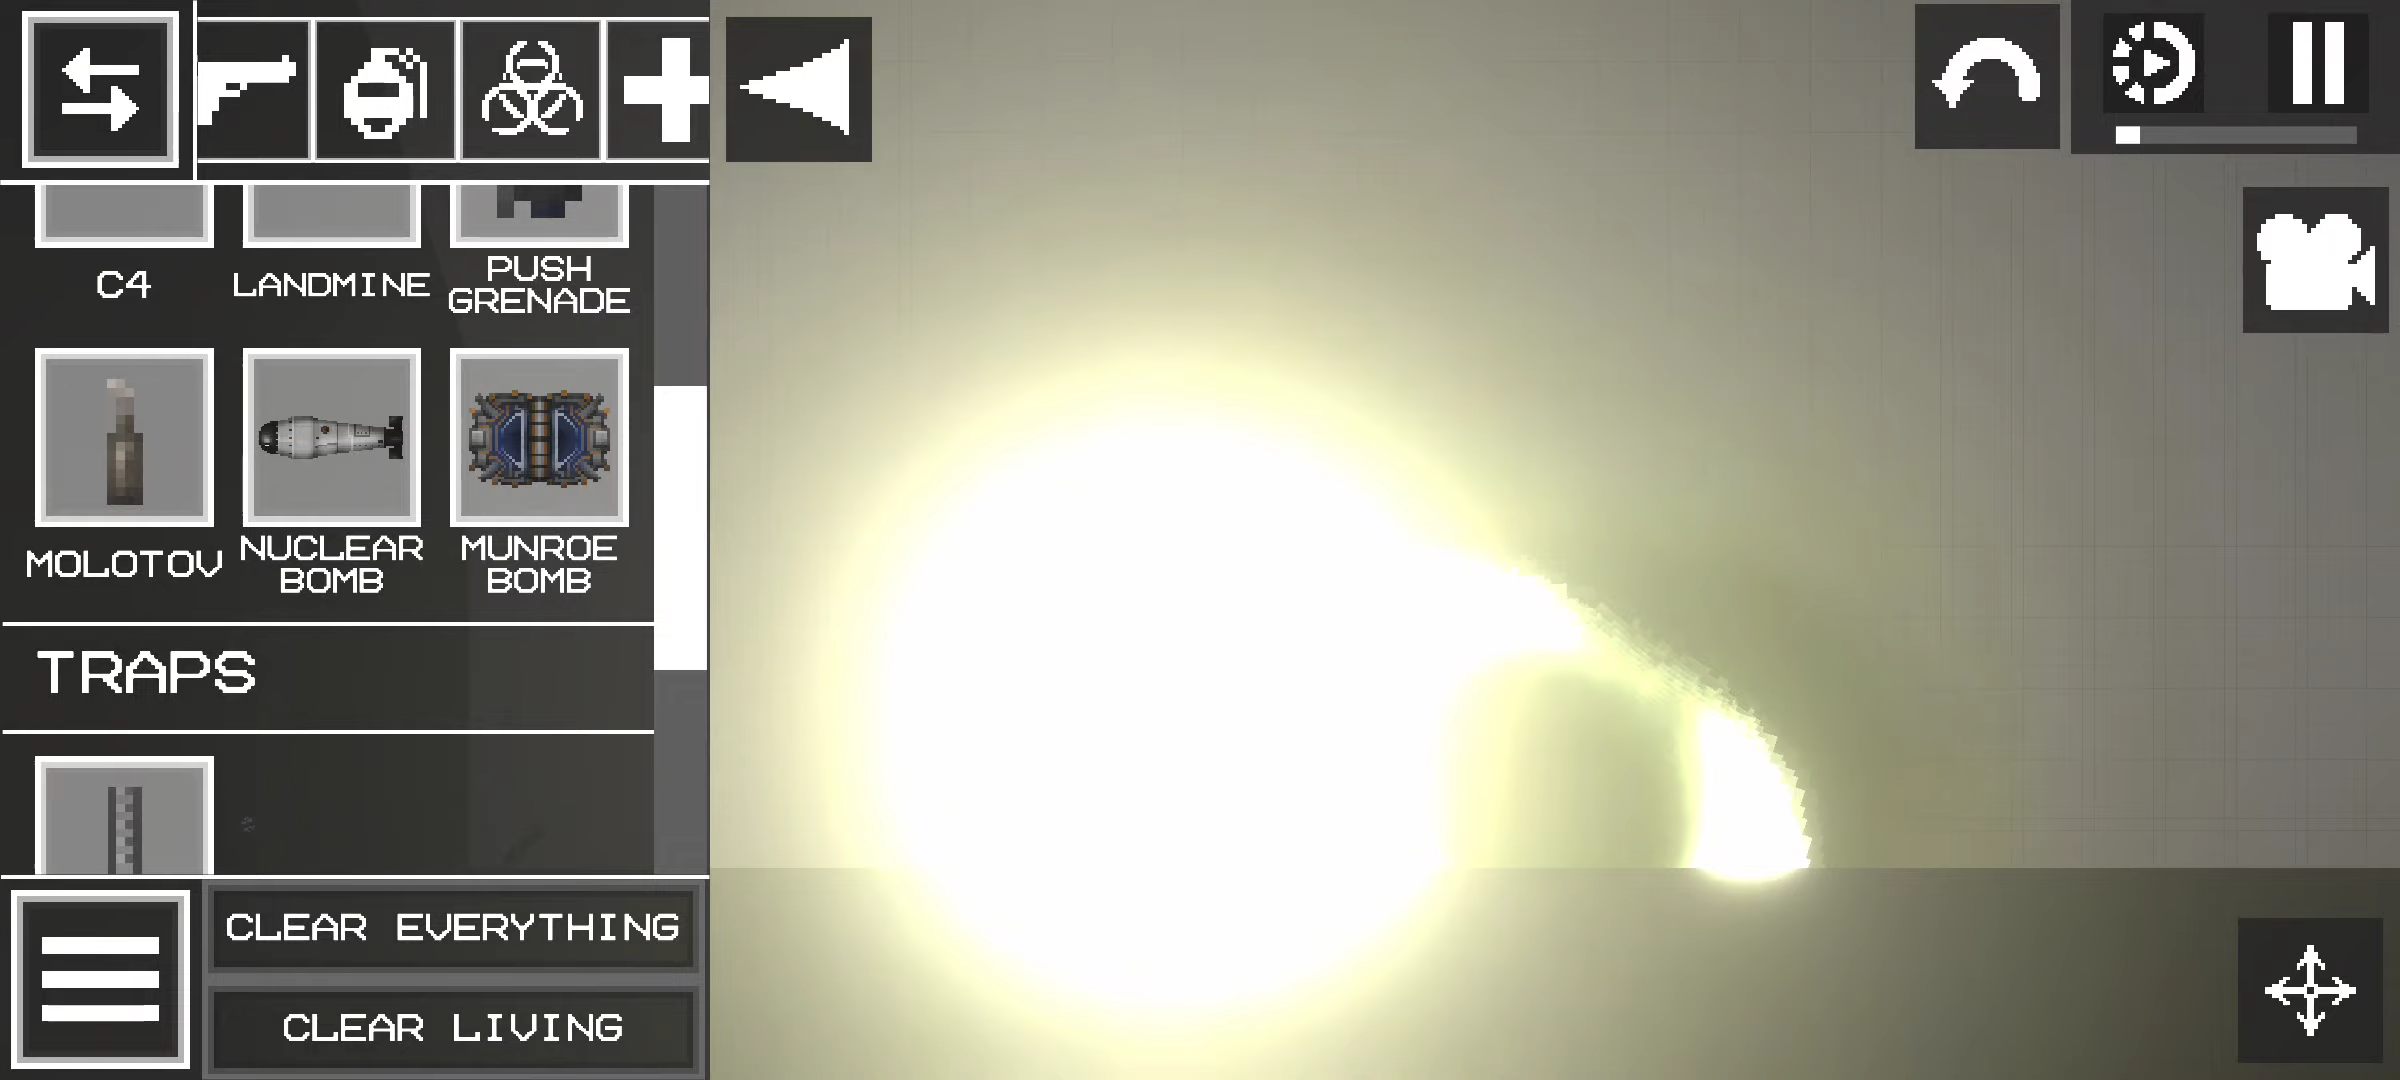 C4
LANDMINE
PUSH
GRENADE
MOLOTOV
NUCLEAR
BOMB
MUNROE
BOMB
TRAPS
CLEAR EVERYTHING
CLEAR LIVING